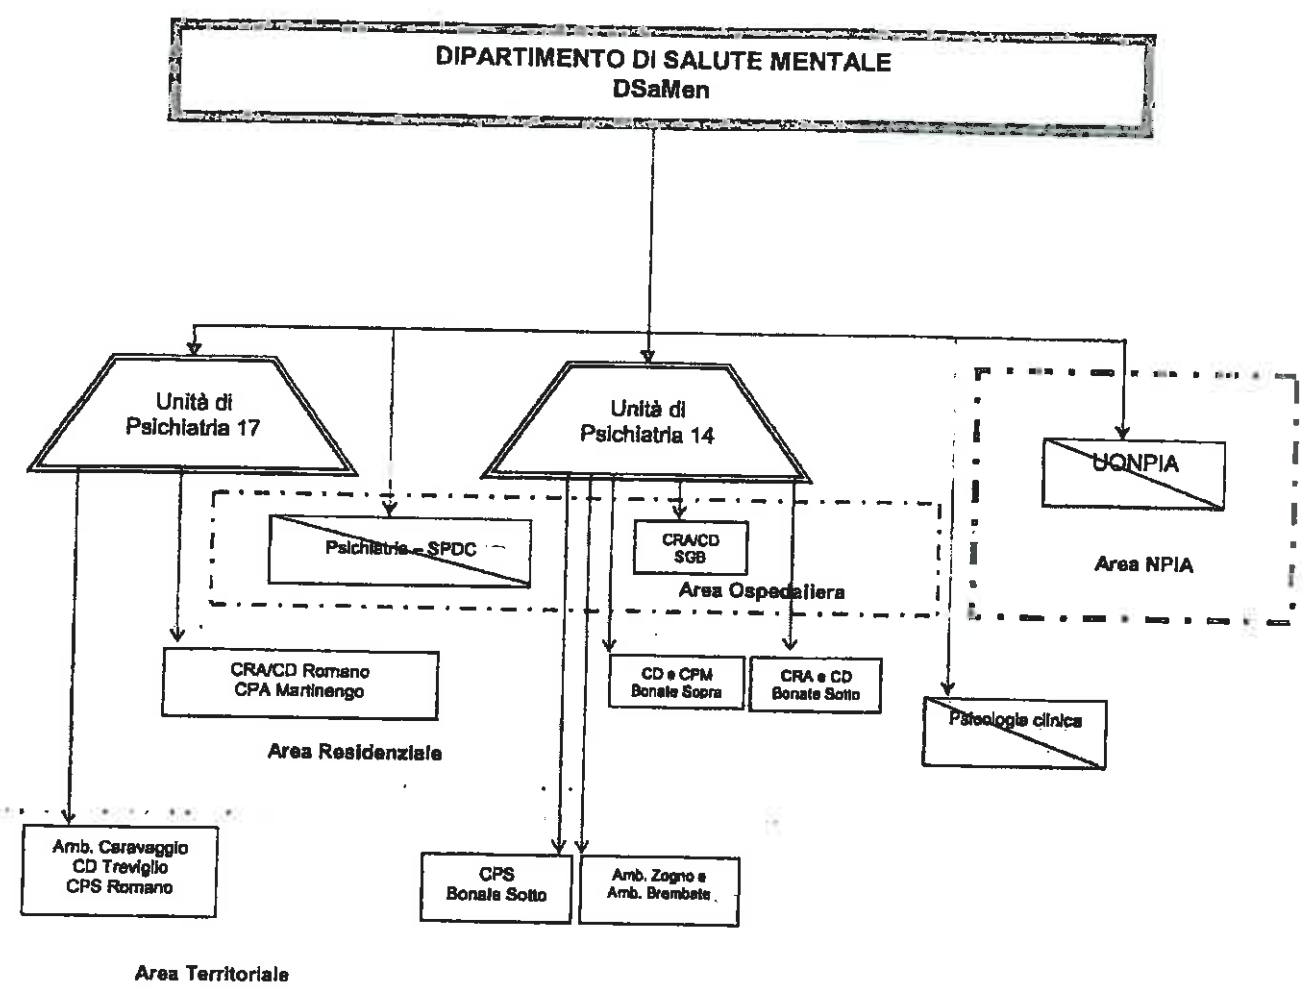 DIPARTIMENTO DI SALUTE MENTALE
DSaMen
Unità di
Psichiatria 17
Unità di
Psichiatria 14
UONPIA
Area NPIA
Psichiatria – SPDC
CRA/CD
SGB
Area Ospedaliera
CRA/CD Romano
CPA Martinengo
CD e CPM
Bonate Sopra
CRA e CD
Bonate Sotto
Psicologia clinica
Area Residenziale
Amb. Caravaggio
CD Treviglio
CPS Romano
CPS
Bonate Sotto
Amb. Zogno e
Amb. Brembate
Area Territoriale